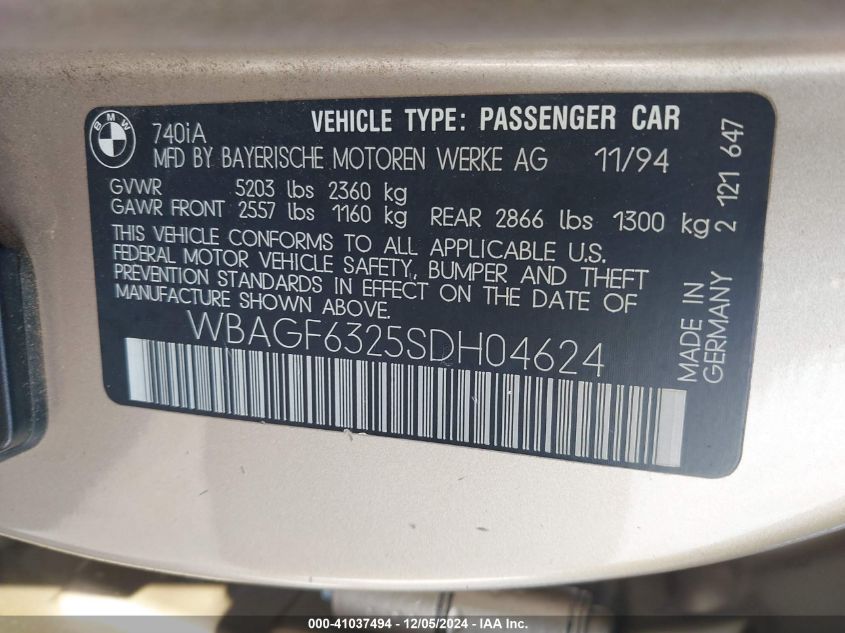 BMW
740iA VEHICLE TYPE: PASSENGER CAR
MFD BY BAYERISCHE MOTOREN WERKE AG 11/94
GVWR 5203 lbs 2360 kg
GAWR FRONT 2557 lbs 1160 kg REAR 2866 lbs 1300 kg
THIS VEHICLE CONFORMS TO ALL APPLICABLE U.S.
FEDERAL MOTOR VEHICLE SAFETY, BUMPER AND THEFT
PREVENTION STANDARDS IN EFFECT ON THE DATE OF
MANUFACTURE SHOWN ABOVE.
WBAGF6325SDH04624
2 121 647
MADE IN
GERMANY
000-41037494 - 12/05/2024 - IAA Inc.